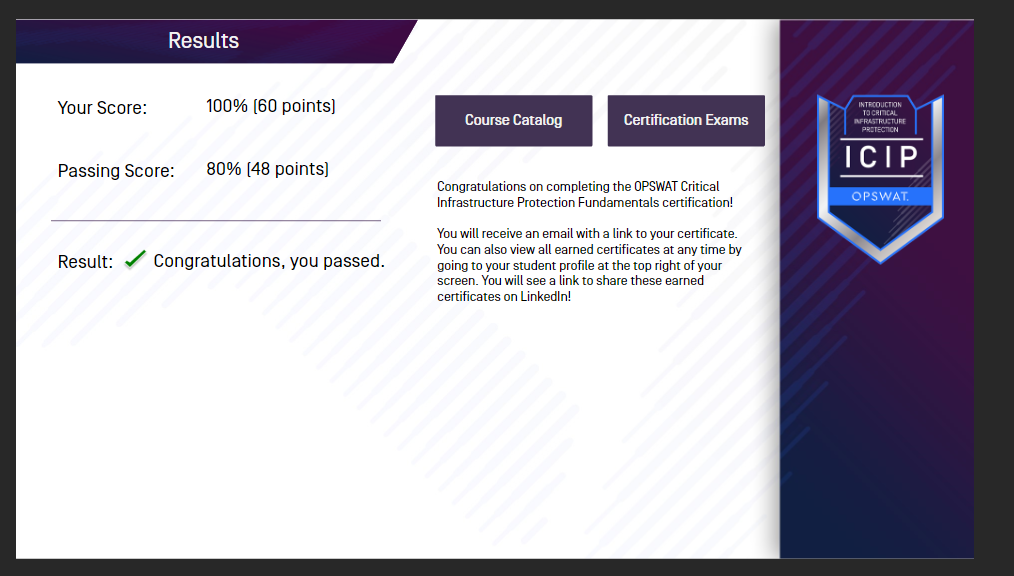 Results
Your Score: 100% (60 points)
Passing Score: 80% (48 points)
Result: Congratulations, you passed.
Course Catalog
Certification Exams
Congratulations on completing the OPSWAT Critical
Infrastructure Protection Fundamentals certification!
You will receive an email with a link to your certificate.
You can also view all earned certificates at any time by
going to your student profile at the top right of your
screen. You will see a link to share these earned
certificates on LinkedIn!
INTRODUCTION
TO CRITICAL
INFRASTRUCTURE
PROTECTION
ICIP
OPSWAT.